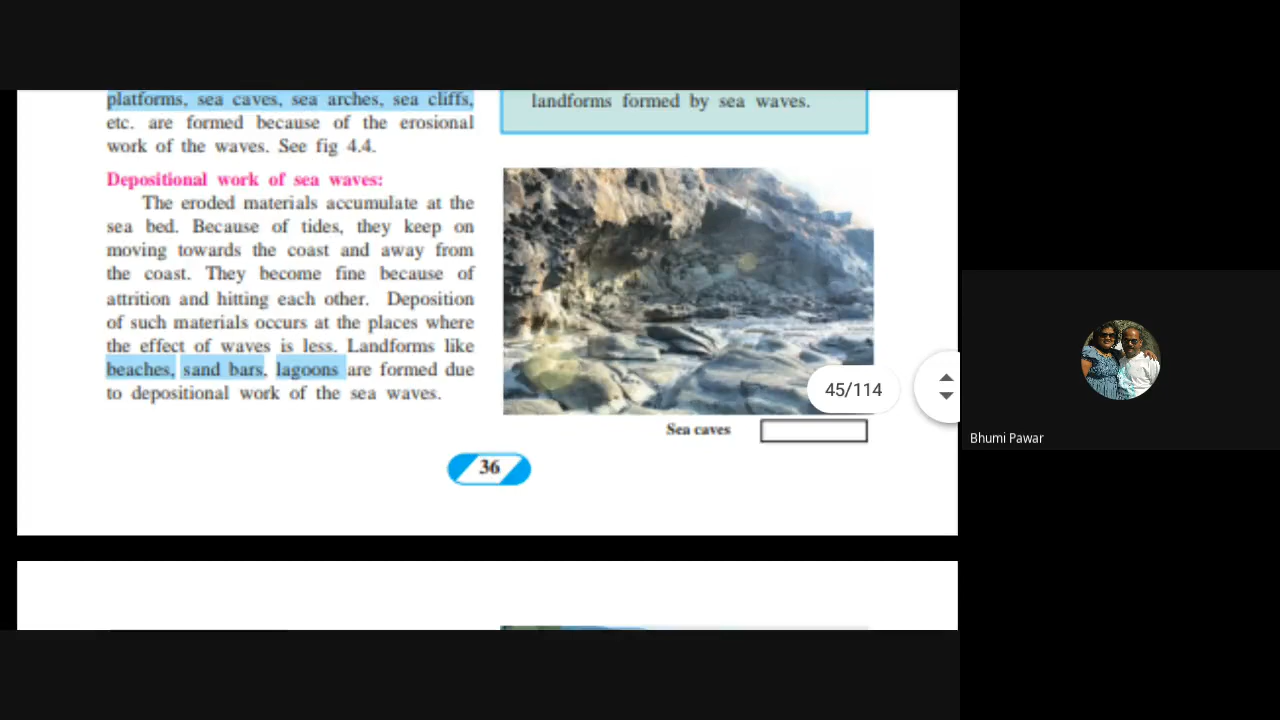 platforms, sea caves, sea arches, sea cliffs,
etc. are formed because of the erosional
work of the waves. See fig 4.4.
Depositional work of sea waves:
The eroded materials accumulate at the
sea bed. Because of tides, they keep on
moving towards the coast and away from
the coast. They become fine because of
attrition and hitting each other. Deposition
of such materials occurs at the places where
the effect of waves is less. Landforms like
beaches, sand bars, lagoons are formed due
to depositional work of the sea waves.
landforms formed by sea waves.
45/114
Sea caves
36
Bhumi Pawar